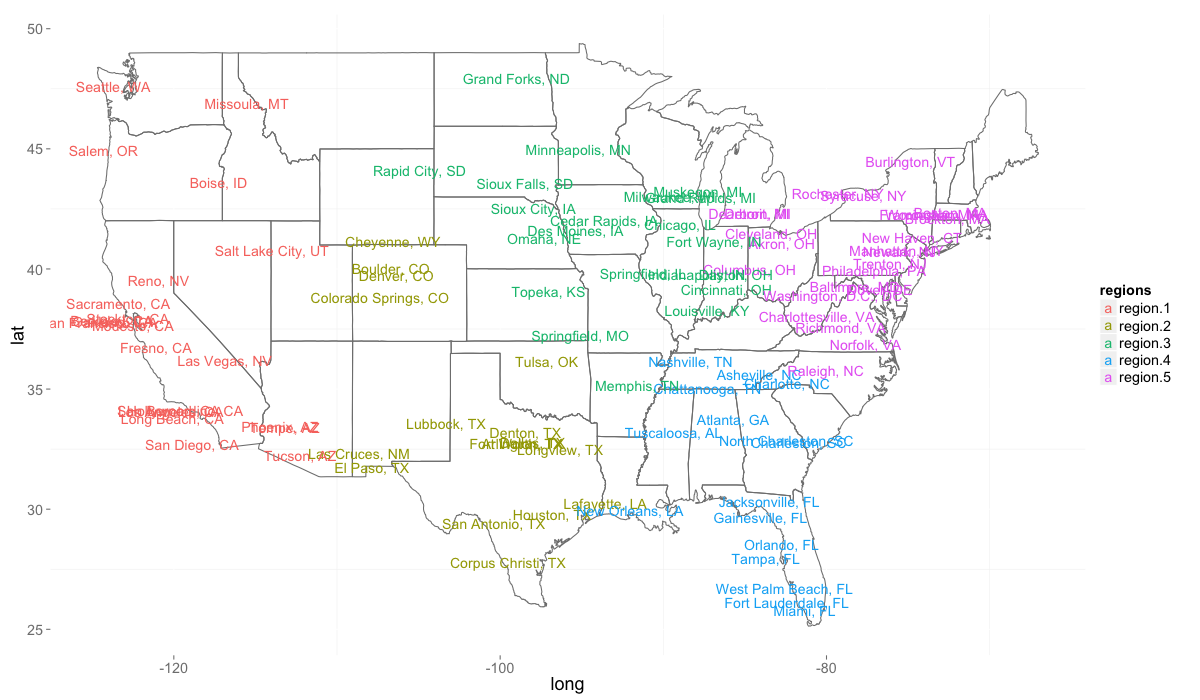 50
45
40
35
30
25
lat
-120
-100
-80
long
regions
a region.1
a region.2
a region.3
a region.4
a region.5
Grand Forks, ND
Seattle, WA
Missoula, MT
Salem, OR
Minneapolis, MN
Burlington, VT
Rapid City, SD
Boise, ID
Sioux Falls, SD
Muskegon, MI
Grand Rapids, MI
Rochester, NY
Syracuse, NY
Sioux City, IA
Cedar Rapids, IA
Chicago, IL
Dearborn, MI
Detroit, MI
Des Moines, IA
Omaha, NE
Cheyenne, WY
Salt Lake City, UT
Fort Wayne, IN
Cleveland, OH
Akron, OH
New Haven, CT
Newark, NJ
Trenton, NJ
Philadelphia, PA
Boulder, CO
Denver, CO
Reno, NV
Springfield, IL
Indianapolis, IN
Dayton, OH
Columbus, OH
Baltimore, MD
Washington, D.C., DC
Colorado Springs, CO
Topeka, KS
Cincinnati, OH
Sacramento, CA
Louisville, KY
Charlottesville, VA
Modesto, CA
Richmond, VA
Springfield, MO
Norfolk, VA
Fresno, CA
Las Vegas, NV
Tulsa, OK
Nashville, TN
Asheville, NC
Raleigh, NC
Charlotte, NC
Memphis, TN
Chattanooga, TN
Long Beach, CA
Phoenix, AZ
Tempe, AZ
Lubbock, TX
Denton, TX
Atlanta, GA
Tuscaloosa, AL
San Diego, CA
North Charleston, SC
Charleston, SC
Tucson, AZ
Las Cruces, NM
El Paso, TX
Longview, TX
Lafayette, LA
New Orleans, LA
Houston, TX
San Antonio, TX
Jacksonville, FL
Gainesville, FL
Orlando, FL
Tampa, FL
Corpus Christi, TX
West Palm Beach, FL
Fort Lauderdale, FL
Miami, FL